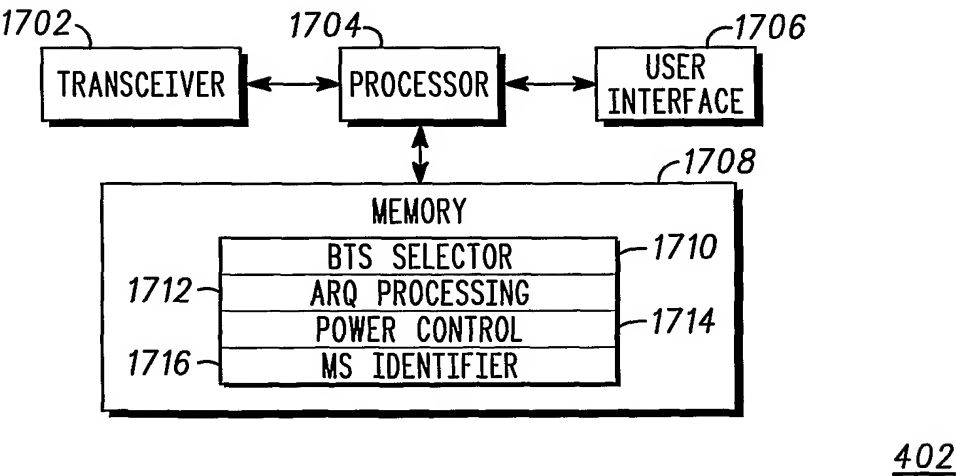 1702
1704
1706
TRANSCEIVER
PROCESSOR
USER
INTERFACE
1708
MEMORY
BTS SELECTOR
1710
1712
ARQ PROCESSING
POWER CONTROL
1714
1716
MS IDENTIFIER
402